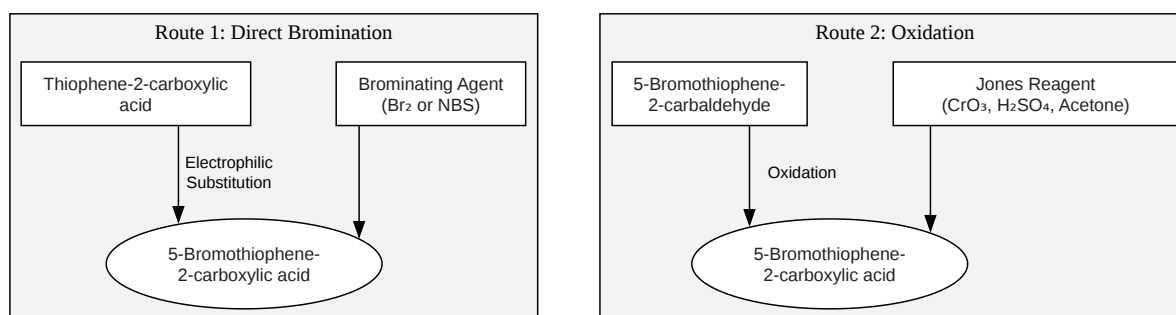 Route 1: Direct Bromination
Thiophene-2-carboxylic
acid
Brominating Agent
(Br₂ or NBS)
Electrophilic
Substitution
5-Bromothiophene-
2-carboxylic acid
Route 2: Oxidation
5-Bromothiophene-
2-carbaldehyde
Jones Reagent
(CrO₃, H₂SO₄, Acetone)
Oxidation
5-Bromothiophene-
2-carboxylic acid